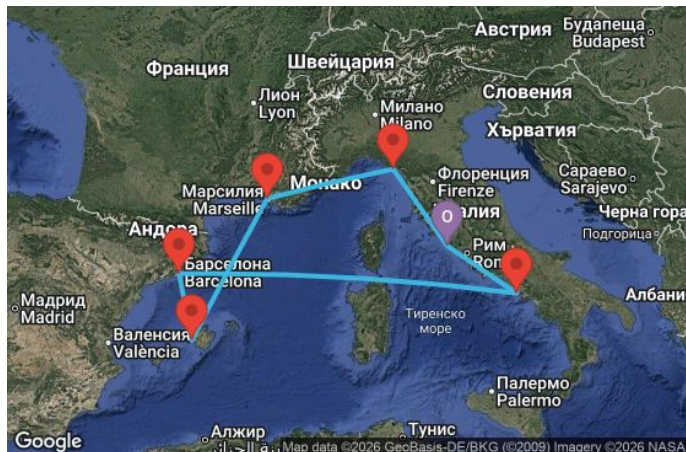 Австрия
Будапеща
Budapest
Швейцария
Франция
Словения
Лион
Lyon
Милано
Milano
Хърватия
Монако
Флоренция
Firenze
Сараево
Sarajevo
Марсилия
Marseille
Италия
Черна гора
Подгорица
Андора
O
Рим
Барселона
Barcelona
Албани
Мадрид
Madrid
Тиренско
море
Валенсия
València
Палермо
Palermo
Алжир
Тунис
Google
Map data ©2026 GeoBasis-DE/BKG (©2009) Imagery ©2026 NASA